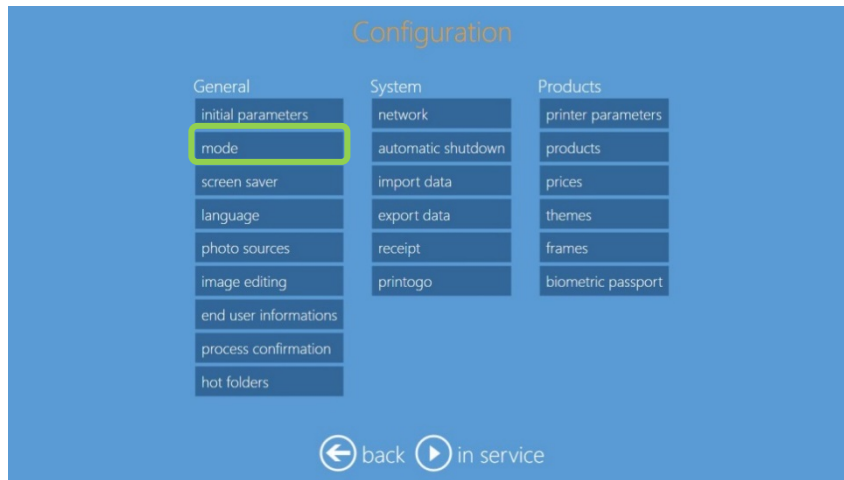 Configuration
General
initial parameters
mode
screen saver
language
photo sources
image editing
end user informations
process confirmation
hot folders
System
network
automatic shutdown
import data
export data
receipt
printogo
Products
printer parameters
products
prices
themes
frames
biometric passport
back in service